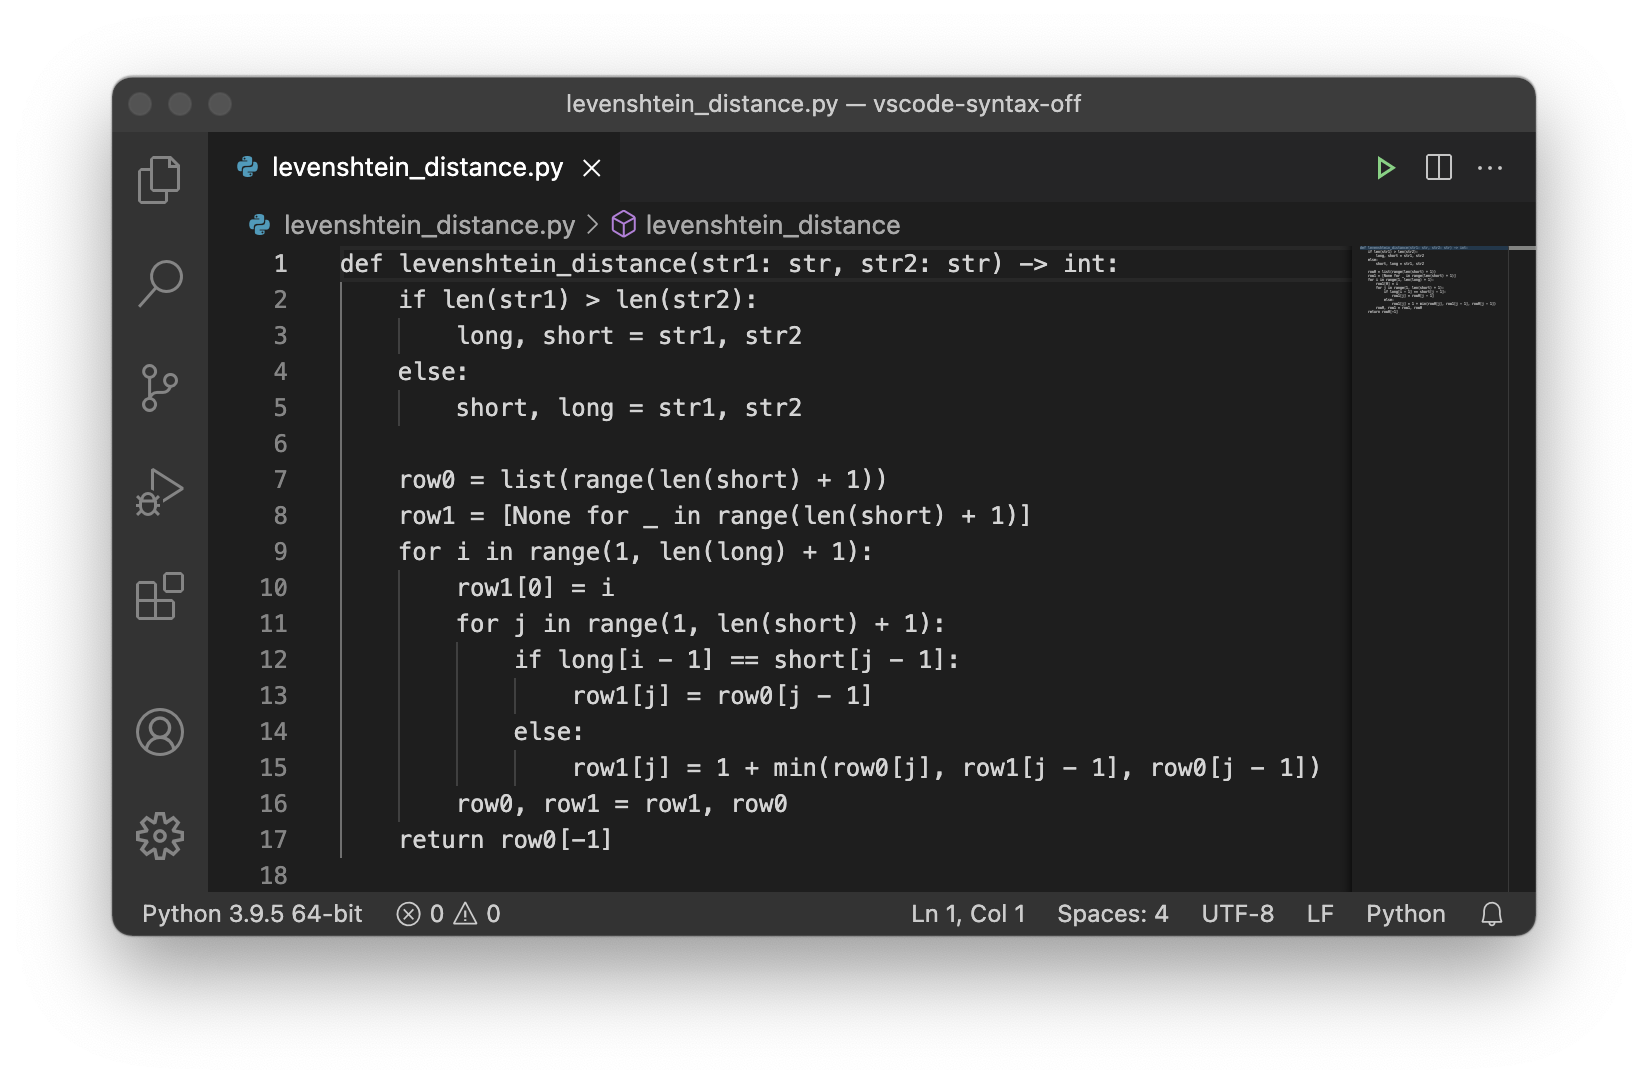 levenshtein_distance.py — vscode-syntax-off
levenshtein_distance.py
levenshtein_distance.py > levenshtein_distance
1 def levenshtein_distance(str1: str, str2: str) -> int:
2     if len(str1) > len(str2):
3         long, short = str1, str2
4     else:
5         short, long = str1, str2
6
7     row0 = list(range(len(short) + 1))
8     row1 = [None for _ in range(len(short) + 1)]
9     for i in range(1, len(long) + 1):
10         row1[0] = i
11         for j in range(1, len(short) + 1):
12             if long[i - 1] == short[j - 1]:
13                 row1[j] = row0[j - 1]
14             else:
15                 row1[j] = 1 + min(row0[j], row1[j - 1], row0[j - 1])
16         row0, row1 = row1, row0
17     return row0[-1]
18
Python 3.9.5 64-bit 0 0 Ln 1, Col 1 Spaces: 4 UTF-8 LF Python